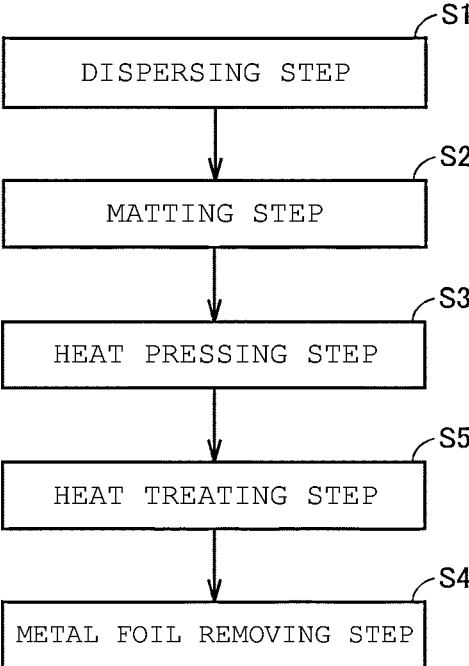 S1
DISPERSING STEP
S2
MATTING STEP
S3
HEAT PRESSING STEP
S5
HEAT TREATING STEP
S4
METAL FOIL REMOVING STEP